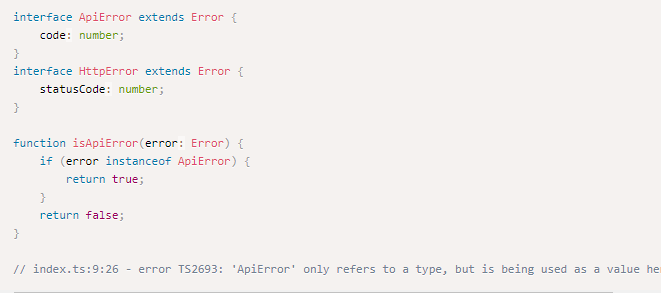 interface ApiError extends Error {
    code: number;
}
interface HttpError extends Error {
    statusCode: number;
}
function isApiError(error: Error) {
    if (error instanceof ApiError) {
        return true;
    }
    return false;
}
// index.ts:9:26 - error TS2693: 'ApiError' only refers to a type, but is being used as a value